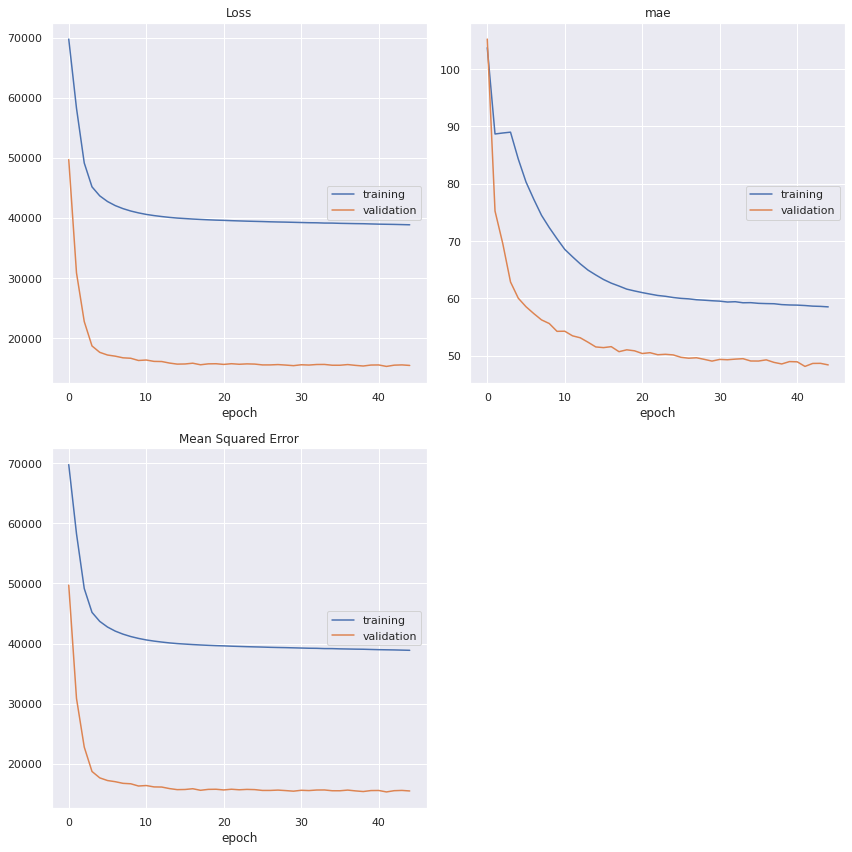 Loss
70000
60000
50000
40000
30000
20000
training
validation
0 10 20 30 40
epoch
mae
100
90
80
70
60
50
training
validation
0 10 20 30 40
epoch
Mean Squared Error
70000
60000
50000
40000
30000
20000
training
validation
0 10 20 30 40
epoch